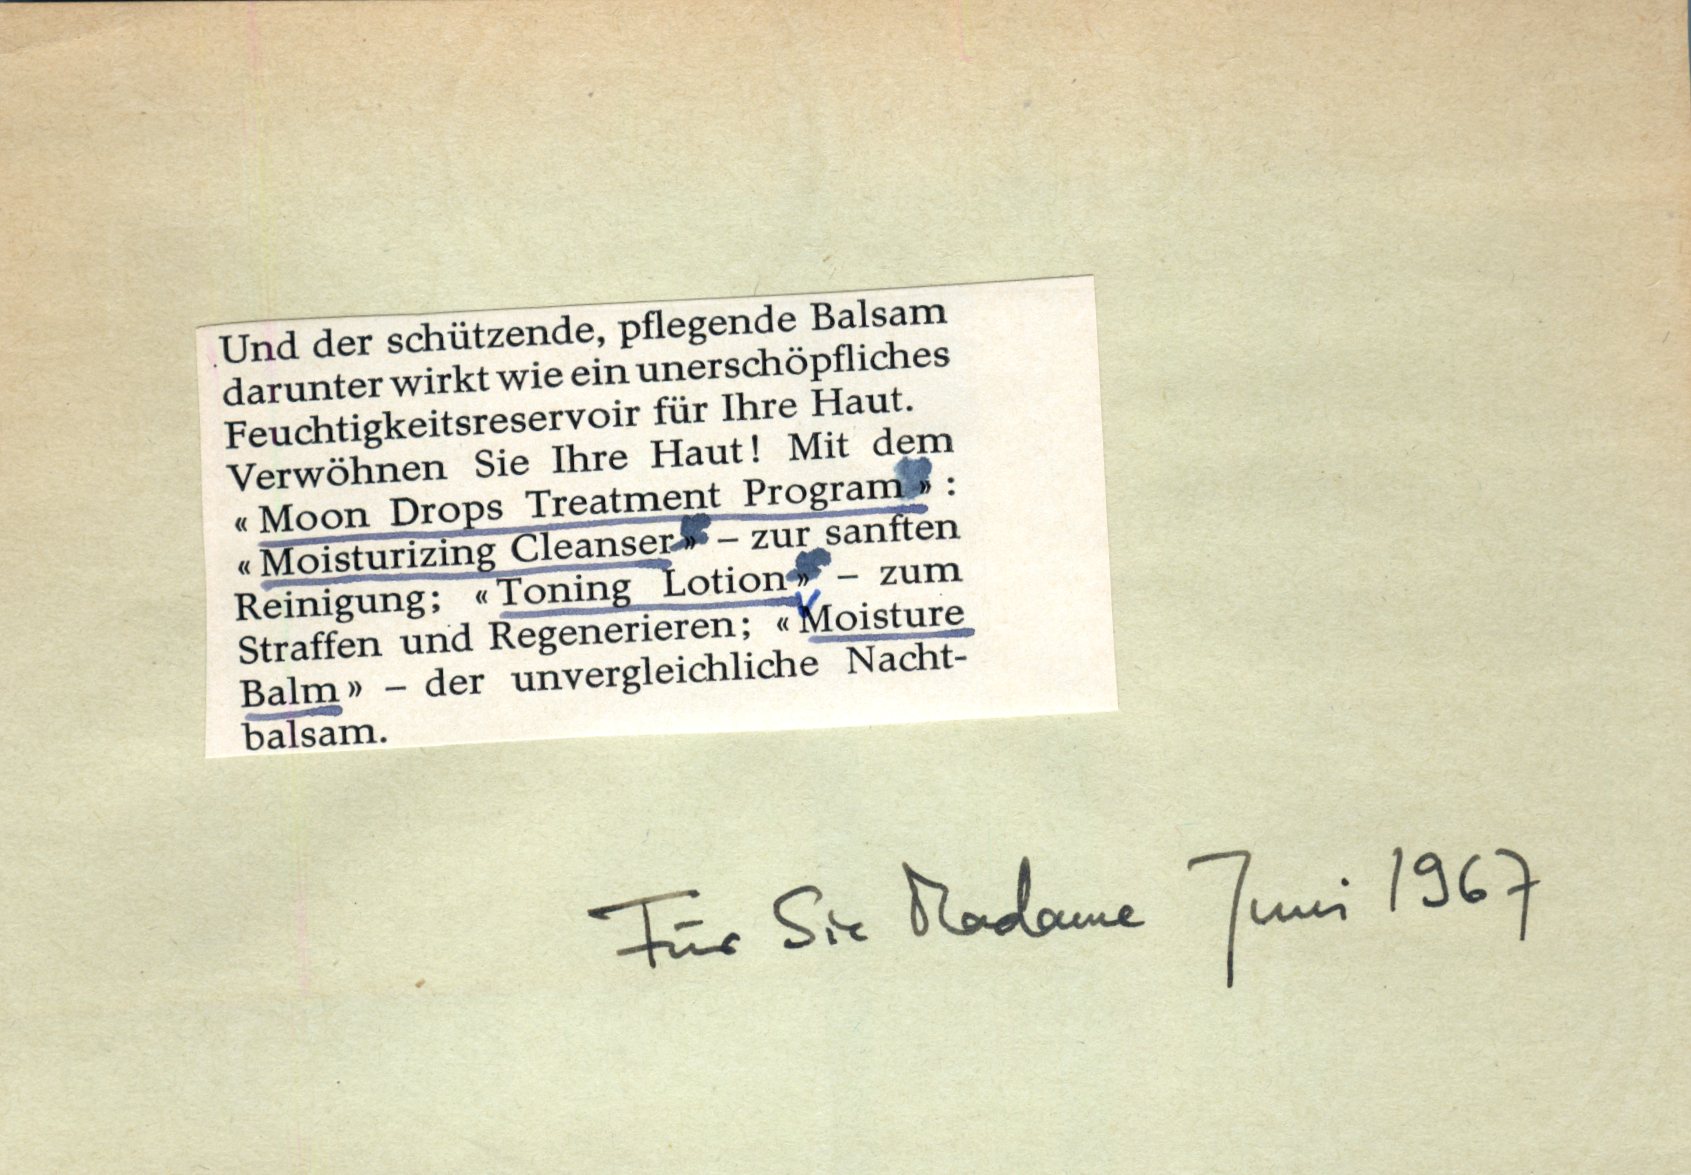 Und der schützende, pflegende Balsam
darunter wirkt wie ein unerschöpfliches
Feuchtigkeitsreservoir für Ihre Haut.
Verwöhnen Sie Ihre Haut! Mit dem
«Moon Drops Treatment Program»:
«Moisturizing Cleanser» – zur sanften
Reinigung; «Toning Lotion» – zum
Straffen und Regenerieren; «Moisture
Balm» – der unvergleichliche Nacht-
balsam.
Für Sie Madame Juni 1967